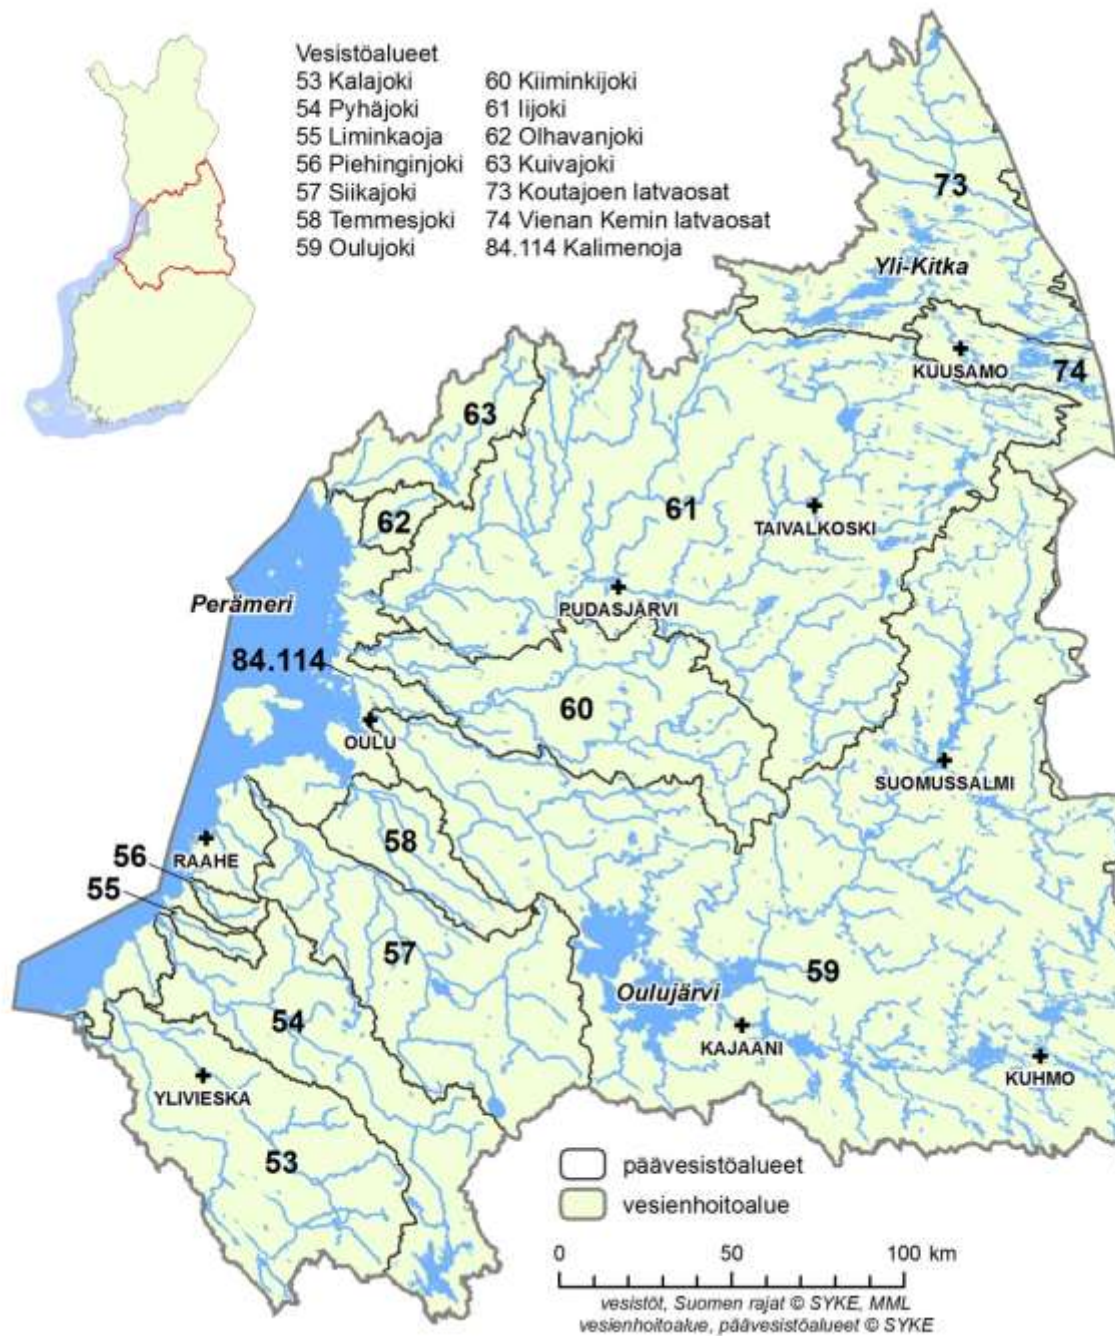 Vesistöalueet
53 Kalajoki
54 Pyhäjoki
55 Liminkaoja
56 Piehinginjoki
57 Siikajoki
58 Temmesjoki
59 Oulujoki
60 Kiiminkijoki
61 Iijoki
62 Olhavanjoki
63 Kuivajoki
73 Koutajoen latvaosat
74 Vienan Kemin latvaosat
84.114 Kalimenoja
73
Yli-Kitka
KUUSAMO
74
63
62
61
TAIVALKOSKI
Perämeri
PUDASJÄRVI
84.114
60
OULU
SUOMUSSALMI
58
56
RAAHE
55
57
59
Oulujärvi
54
KAJAANI
KUHMO
YLIVIESKA
53
päävesistöalueet
vesienhoitoalue
0 50 100 km
vesistöt, Suomen rajat © SYKE, MML
vesienhoitoalue, päävesistöalueet © SYKE